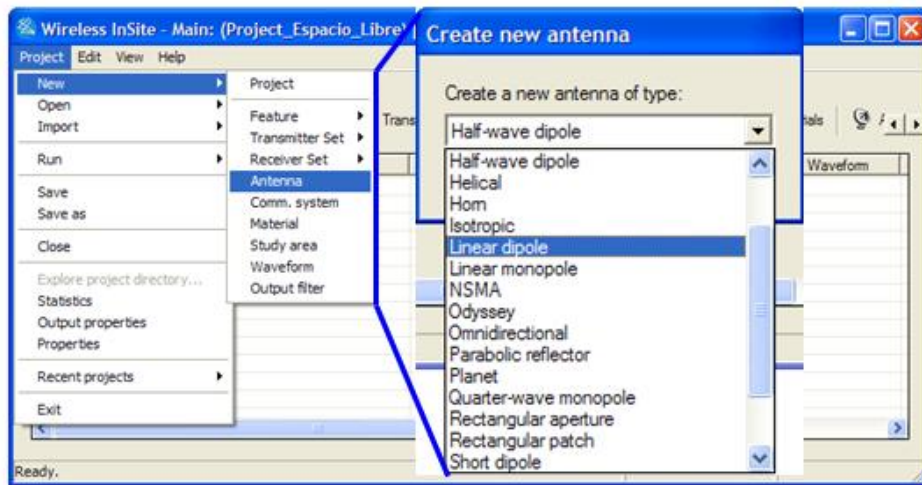 Wireless InSite - Main: (Project_Espacio_Libre)
Project Edit View Help
New
Open
Import
Run
Save
Save as
Close
Explore project directory...
Statistics
Output properties
Properties
Recent projects
Exit
Project
Feature
Transmitter Set
Receiver Set
Antenna
Comm. system
Material
Study area
Waveform
Output filter
Trans
Create new antenna
Create a new antenna of type:
Half-wave dipole
Half-wave dipole
Helical
Horn
Isotropic
Linear dipole
Linear monopole
NSMA
Odyssey
Omnidirectional
Parabolic reflector
Planet
Quarter-wave monopole
Rectangular aperture
Rectangular patch
Short dipole
ials
Waveform
Ready.